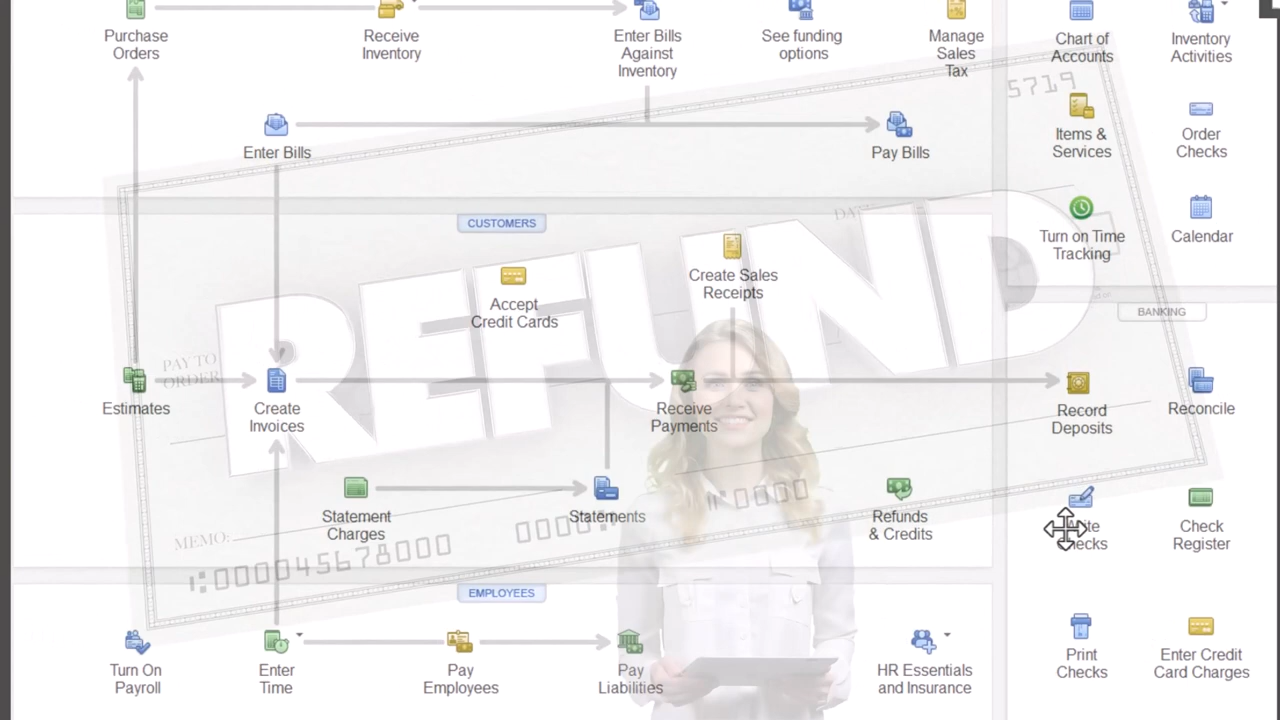 Purchase
Orders
Receive
Inventory
Enter Bills
Against
Inventory
See funding
options
Manage
Sales
Tax
Chart of
Accounts
Inventory
Activities
5719
Enter Bills
Pay Bills
Items &
Services
Order
Checks
CUSTOMERS
Turn on Time
Tracking
Calendar
Accept
Credit Cards
Create Sales
Receipts
REFUND
BANKING
PAY TO
ORDER
Estimates
Create
Invoices
Receive
Payments
Record
Deposits
Reconcile
Statement
Charges
Statements
Refunds
& Credits
Check
Register
MEMO:
⑆000045678000
0000
⑈0000
EMPLOYEES
Turn On
Payroll
Enter
Time
Pay
Employees
Pay
Liabilities
HR Essentials
and Insurance
Print
Checks
Enter Credit
Card Charges